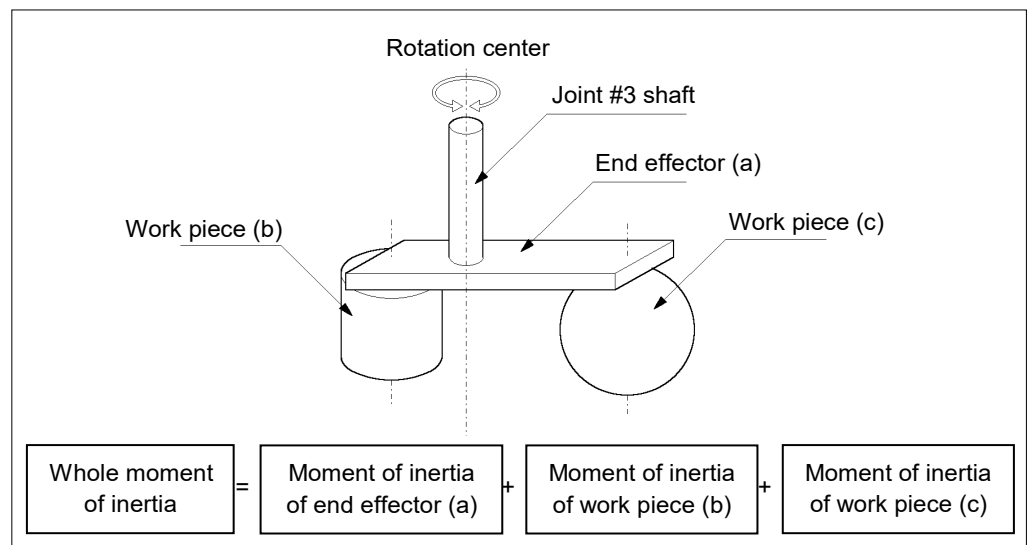 Rotation center
Joint #3 shaft
End effector (a)
Work piece (b)
Work piece (c)
Whole moment
of inertia
=
Moment of inertia
of end effector (a)
+
Moment of inertia
of work piece (b)
+
Moment of inertia
of work piece (c)